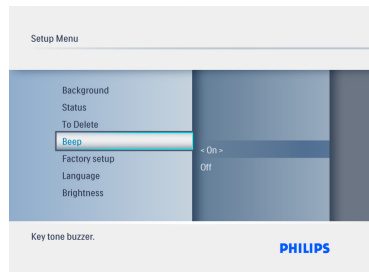 Setup Menu
Background
Status
To Delete
Beep
Factory setup
Language
Brightness
< On >
Off
Key tone buzzer.
PHILIPS